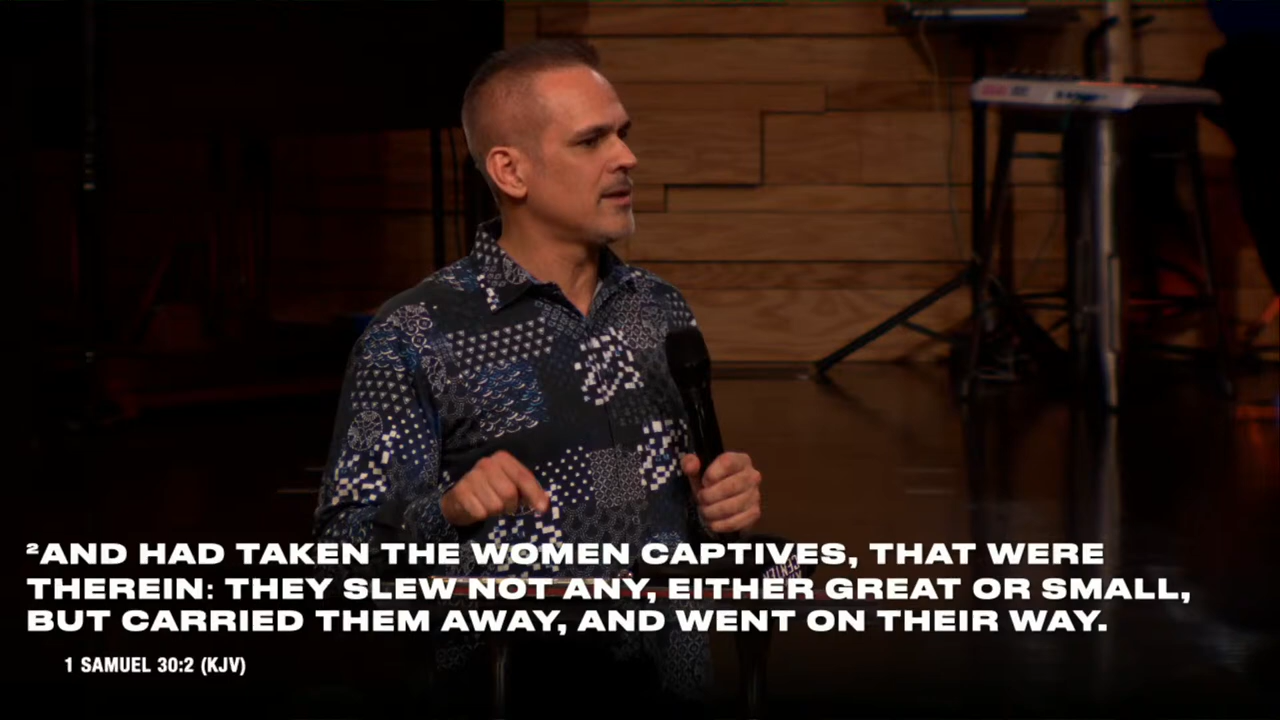 ²AND HAD TAKEN THE WOMEN CAPTIVES, THAT WERE
THEREIN: THEY SLEW NOT ANY, EITHER GREAT OR SMALL,
BUT CARRIED THEM AWAY, AND WENT ON THEIR WAY.
1 SAMUEL 30:2 (KJV)